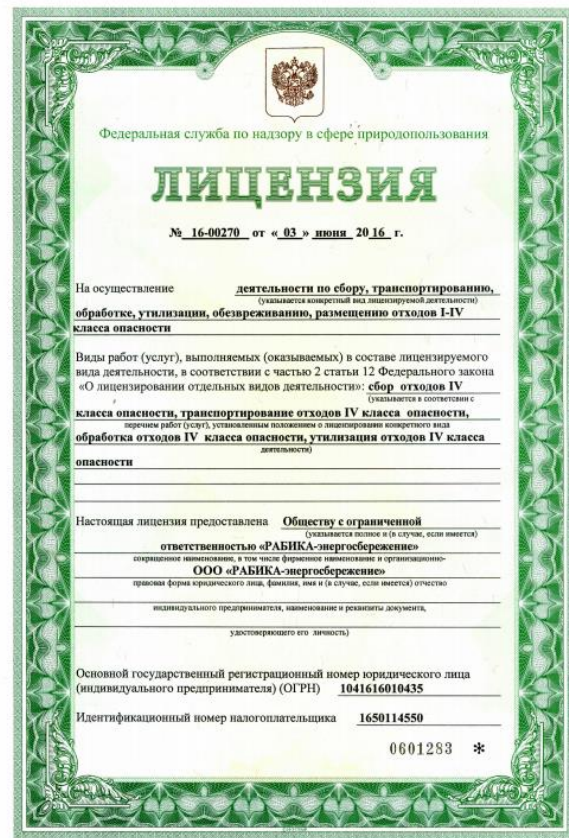 Федеральная служба по надзору в сфере природопользования
ЛИЦЕНЗИЯ
№ 16-00270 от « 03 » июня 20 16 г.
На осуществление деятельности по сбору, транспортированию,
(указывается конкретный вид лицензируемой деятельности)
обработке, утилизации, обезвреживанию, размещению отходов I-IV
класса опасности
Виды работ (услуг), выполняемых (оказываемых) в составе лицензируемого
вида деятельности, в соответствии с частью 2 статьи 12 Федерального закона
«О лицензировании отдельных видов деятельности»: сбор отходов IV
(указывается в соответствии с
класса опасности, транспортирование отходов IV класса опасности,
перечнем работ (услуг), установленным положением о лицензировании конкретного вида
обработка отходов IV класса опасности, утилизация отходов IV класса
деятельности)
опасности
Настоящая лицензия предоставлена Обществу с ограниченной
(указывается полное и (в случае, если имеется)
ответственностью «РАБИКА-энергосбережение»
сокращенное наименование, в том числе фирменное наименование и организационно-
ООО «РАБИКА-энергосбережение»
правовая форма юридического лица, фамилия, имя и (в случае, если имеется) отчество
индивидуального предпринимателя, наименование и реквизиты документа,
удостоверяющего его личность)
Основной государственный регистрационный номер юридического лица
(индивидуального предпринимателя) (ОГРН) 1041616010435
Идентификационный номер налогоплательщика 1650114550
0601283 *